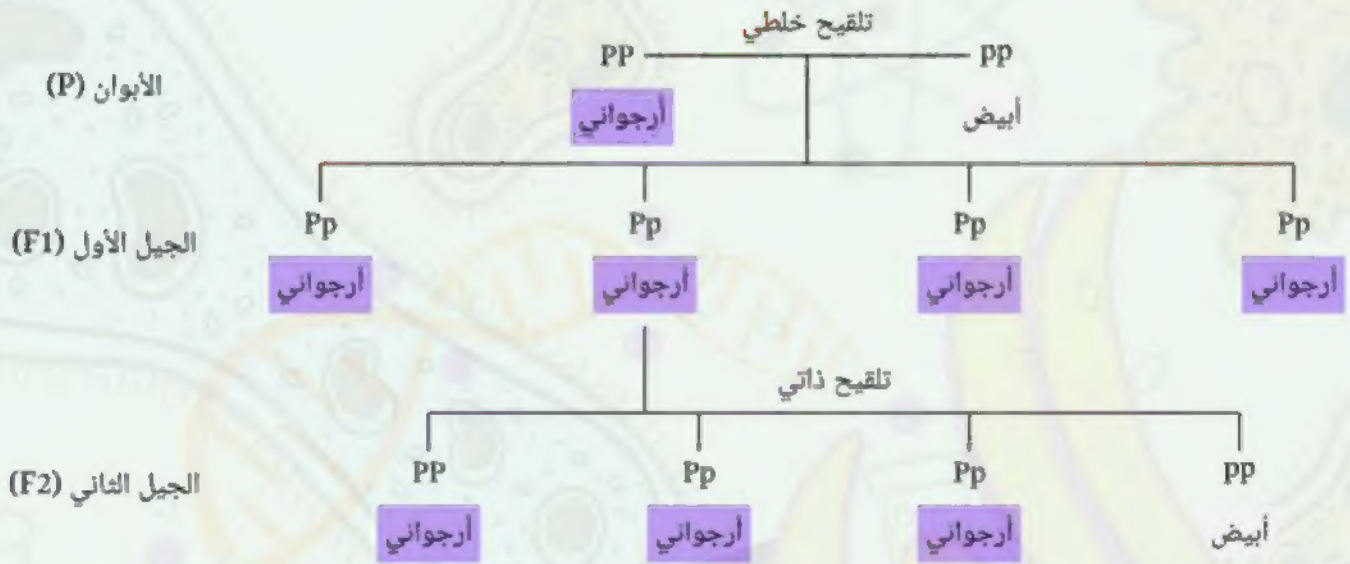 تلقيح خلطي
الأبوان (P) PP pp
أرجواني أبيض
الجيل الأول (F1) Pp Pp Pp Pp
أرجواني أرجواني أرجواني أرجواني
تلقيح ذاتي
الجيل الثاني (F2) PP Pp Pp pp
أرجواني أرجواني أرجواني أبيض